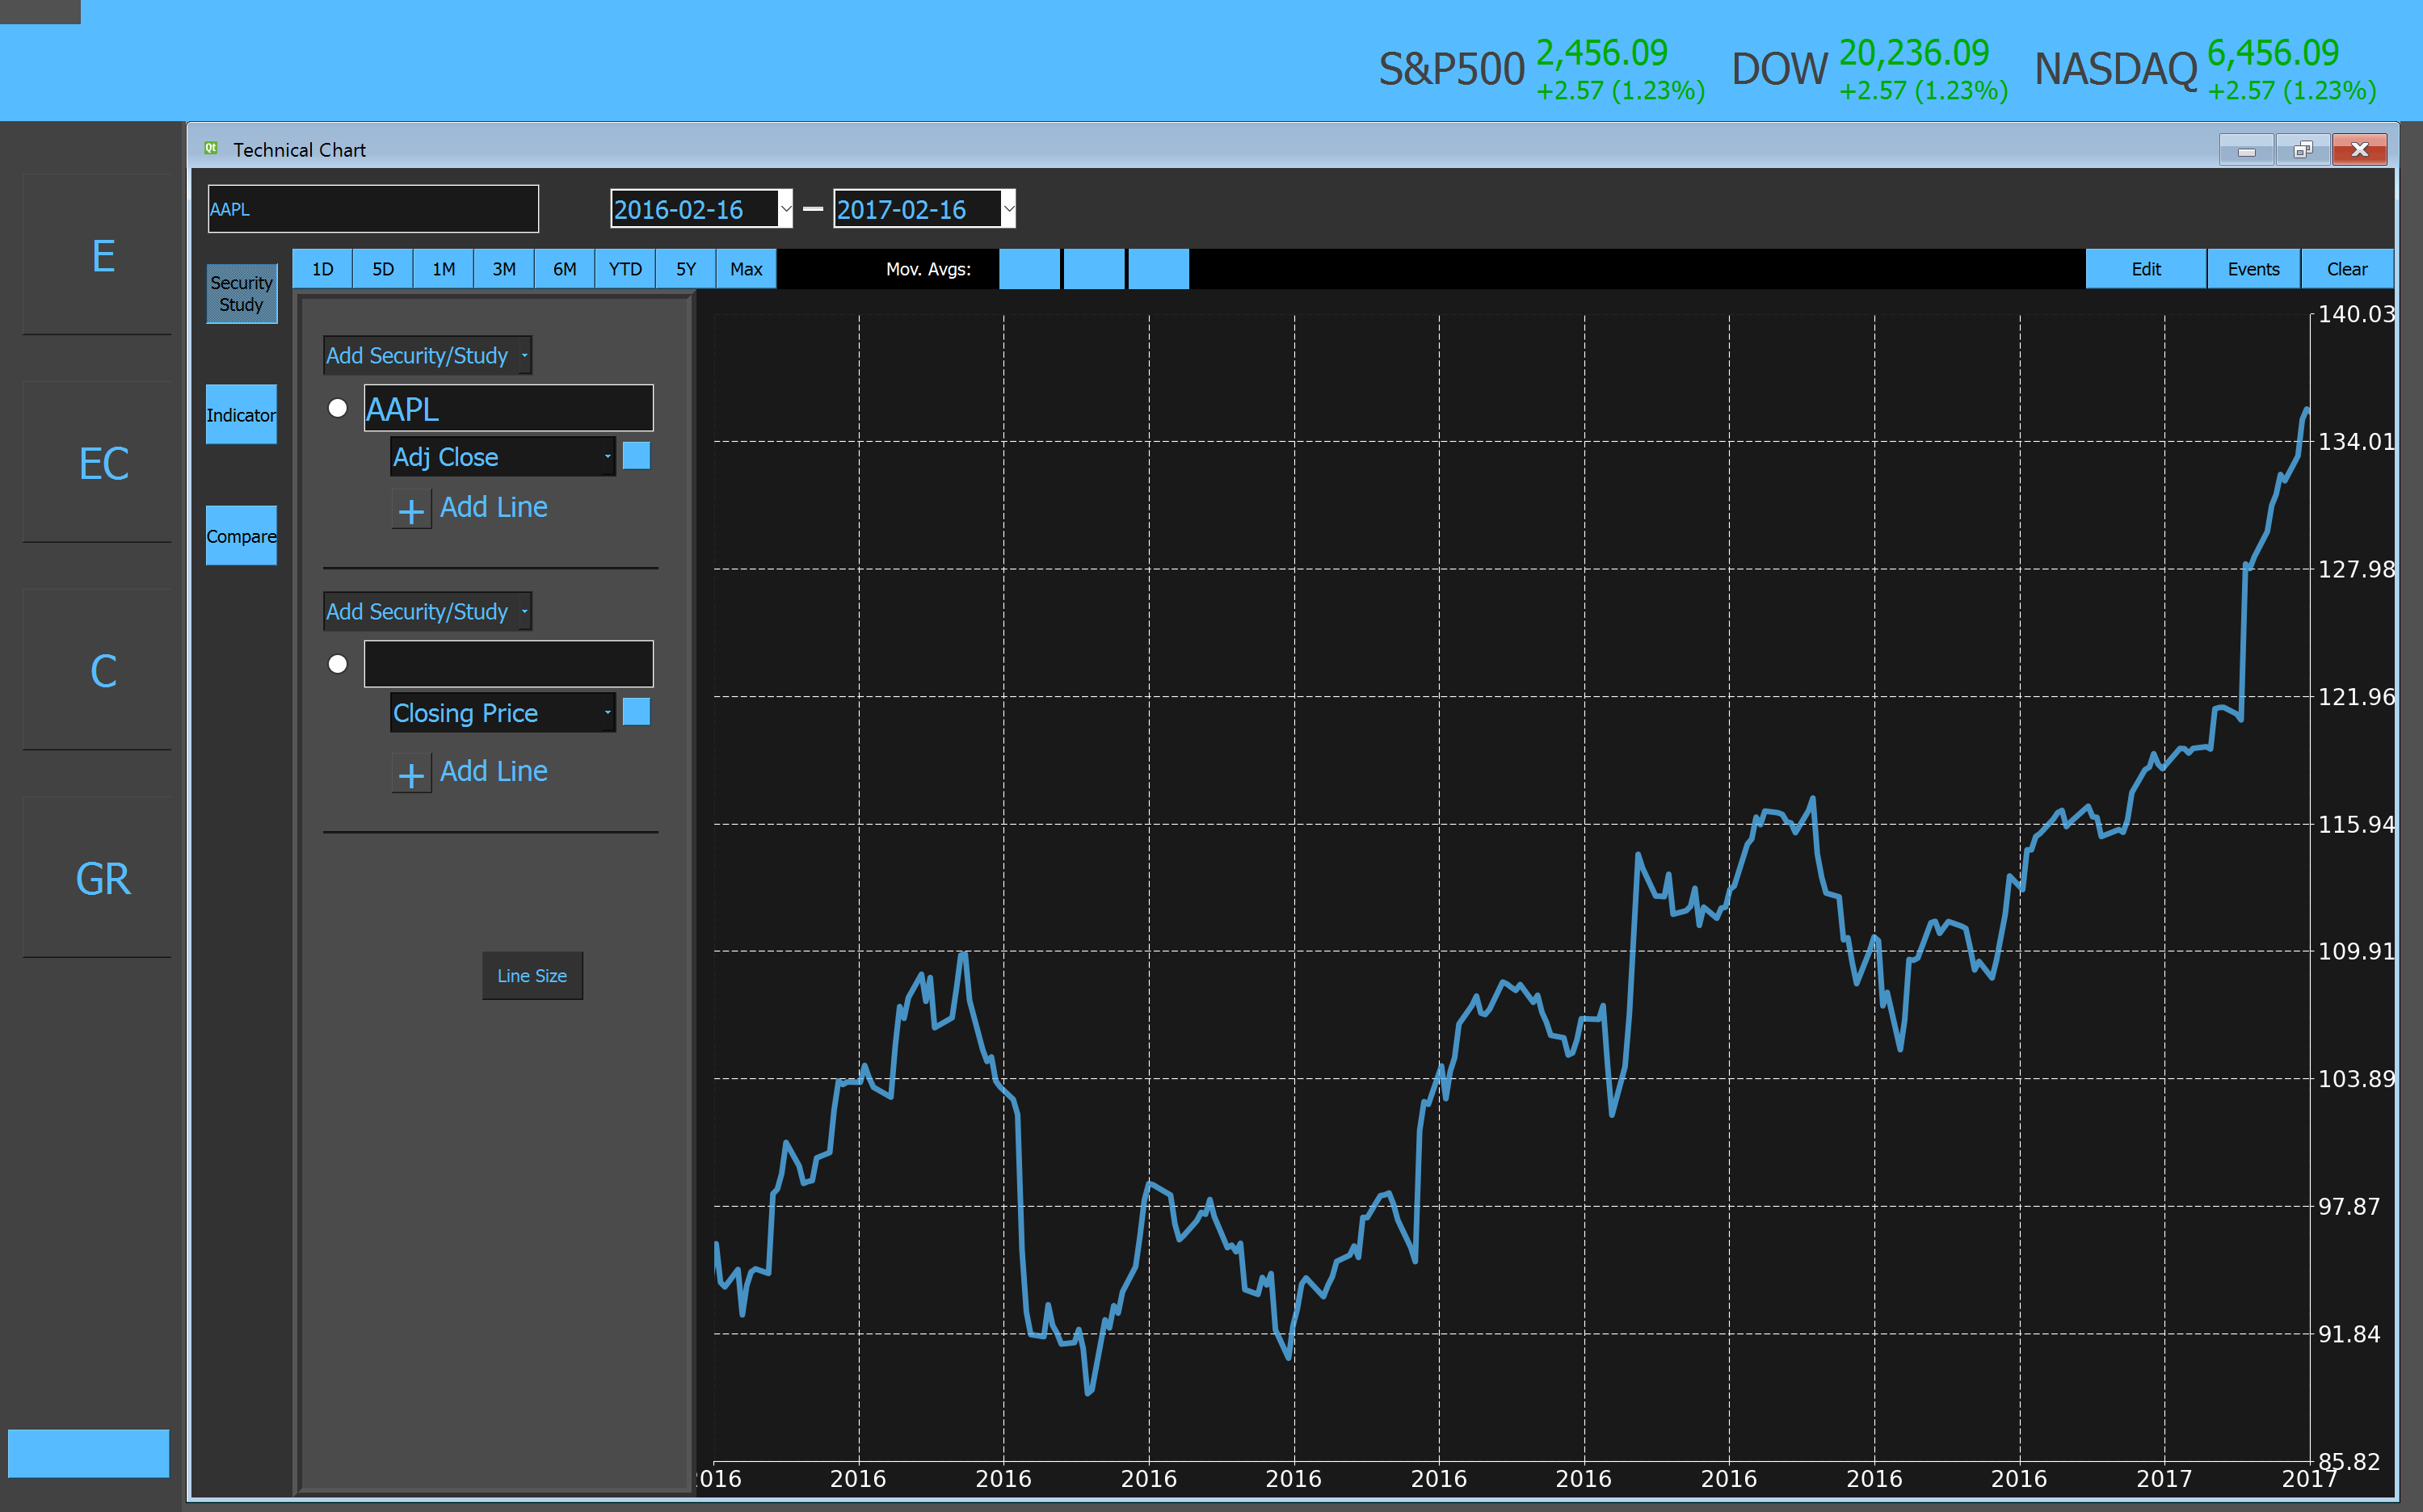 S&P500 2,456.09 DOW 20,236.09 NASDAQ 6,456.09
+2.57 (1.23%) +2.57 (1.23%) +2.57 (1.23%)
Qt Technical Chart
AAPL 2016-02-16 2017-02-16
E
EC
C
GR
1D 5D 1M 3M 6M YTD 5Y Max Mov. Avgs: Edit Events Clear
Security
Study
Indicator
Compare
Add Security/Study
AAPL
Adj Close
+ Add Line
Add Security/Study
Closing Price
+ Add Line
Line Size
140.03
134.01
127.98
121.96
115.94
109.91
103.89
97.87
91.84
85.82
2016 2016 2016 2016 2016 2016 2016 2016 2016 2016 2017 2017